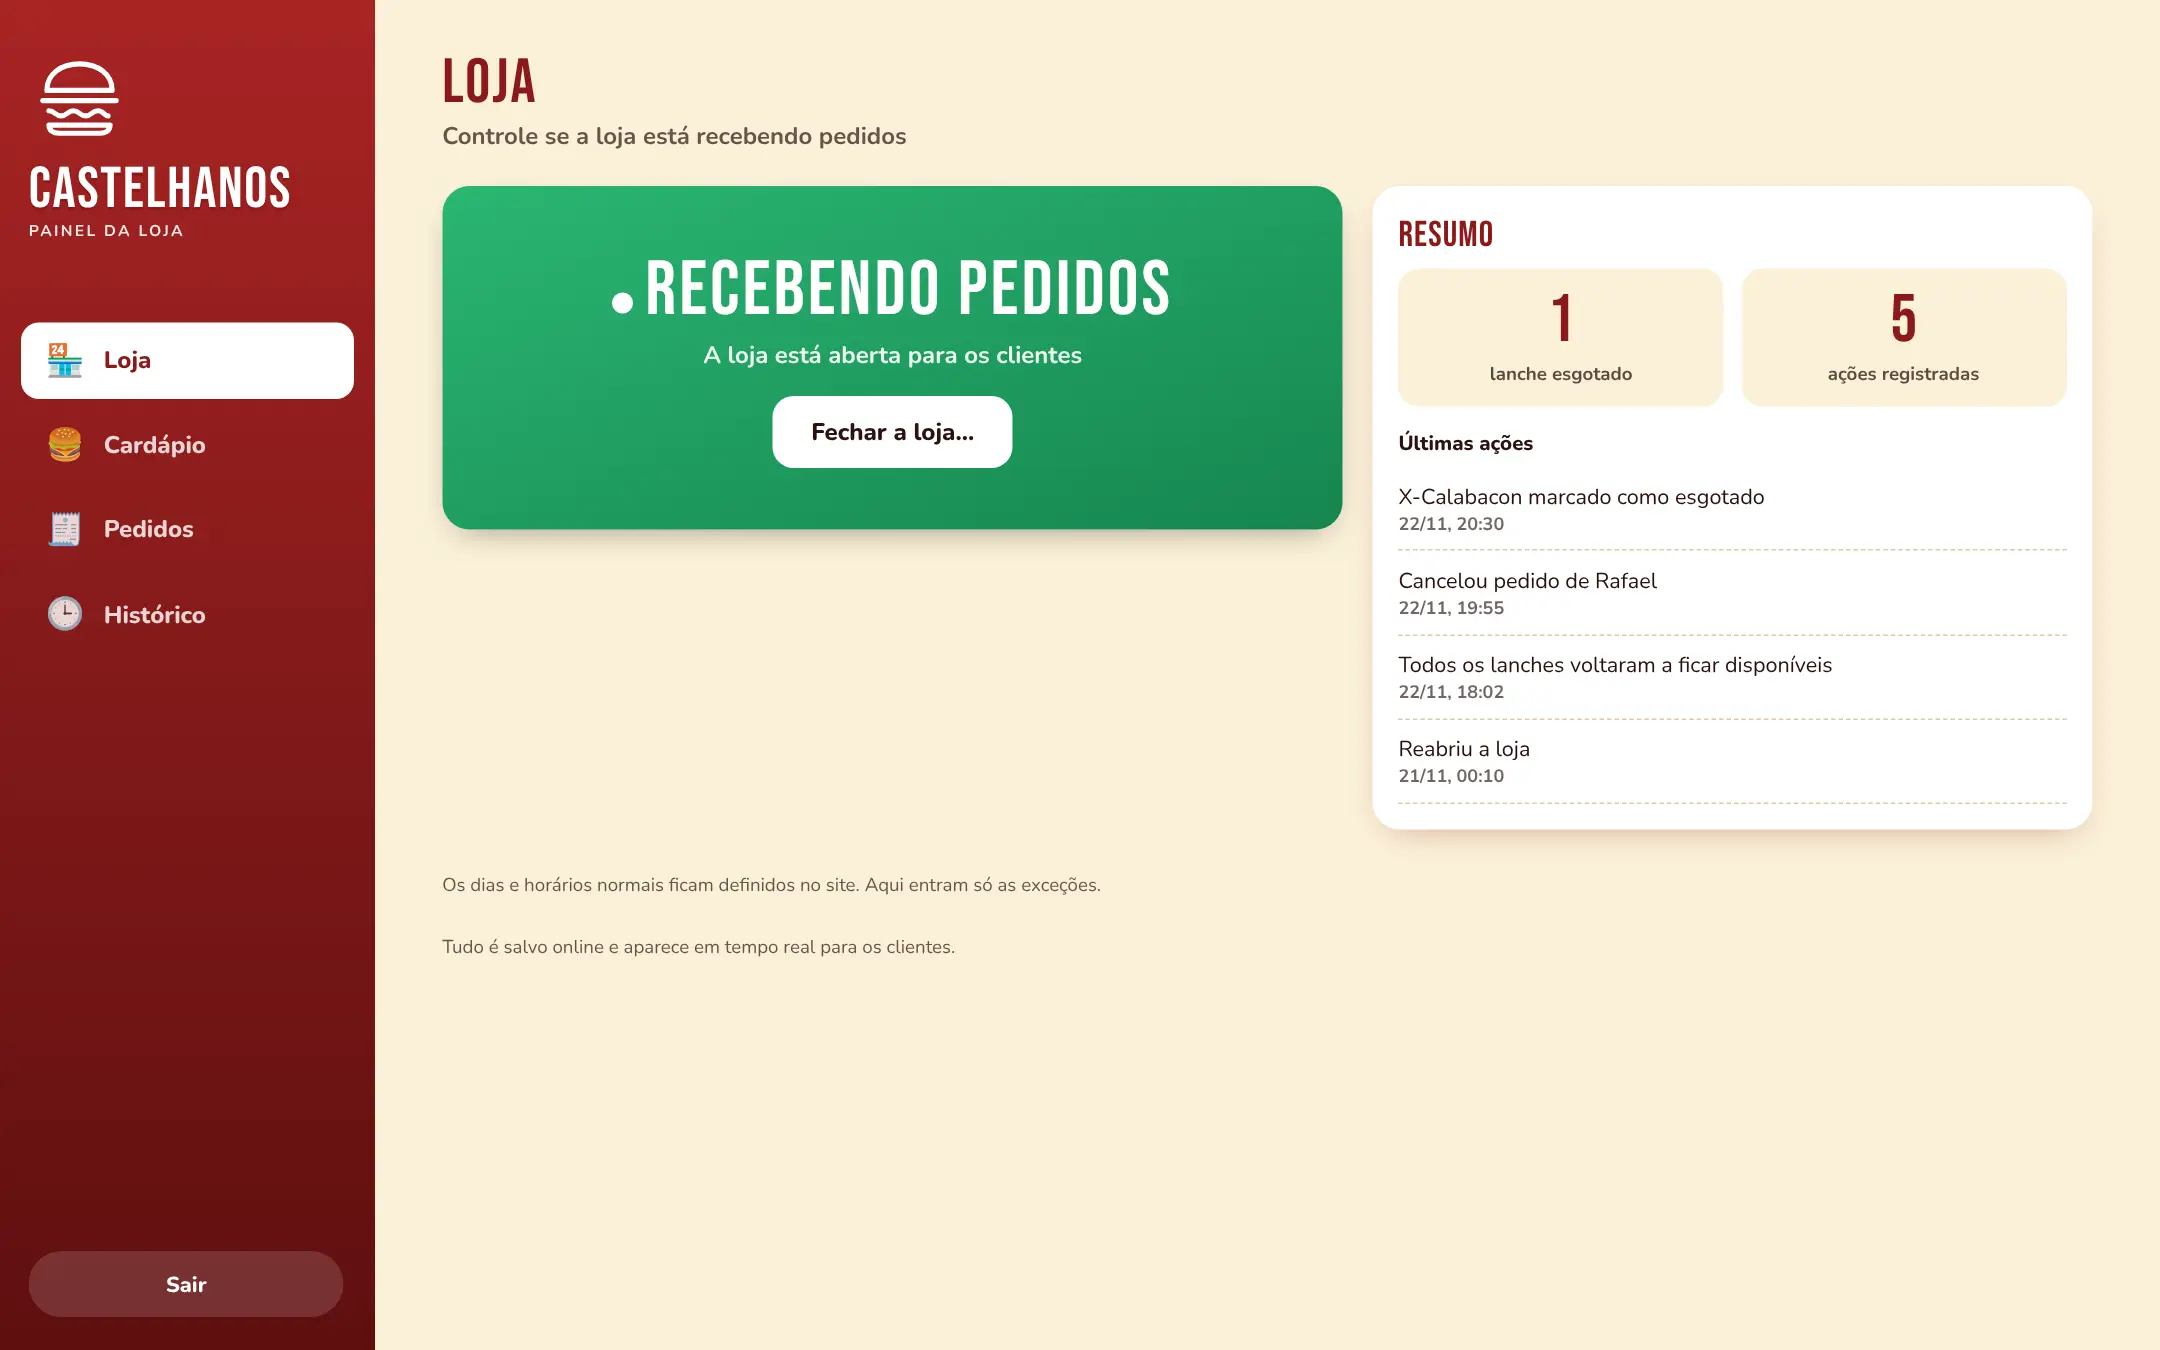 CASTELHANOS
PAINEL DA LOJA
24
Loja
Cardápio
Pedidos
Histórico
Sair
LOJA
Controle se a loja está recebendo pedidos
RECEBENDO PEDIDOS
A loja está aberta para os clientes
Fechar a loja...
RESUMO
1
lanche esgotado
5
ações registradas
Últimas ações
X-Calabacon marcado como esgotado
22/11, 20:30
Cancelou pedido de Rafael
22/11, 19:55
Todos os lanches voltaram a ficar disponíveis
22/11, 18:02
Reabriu a loja
21/11, 00:10
Os dias e horários normais ficam definidos no site. Aqui entram só as exceções.
Tudo é salvo online e aparece em tempo real para os clientes.